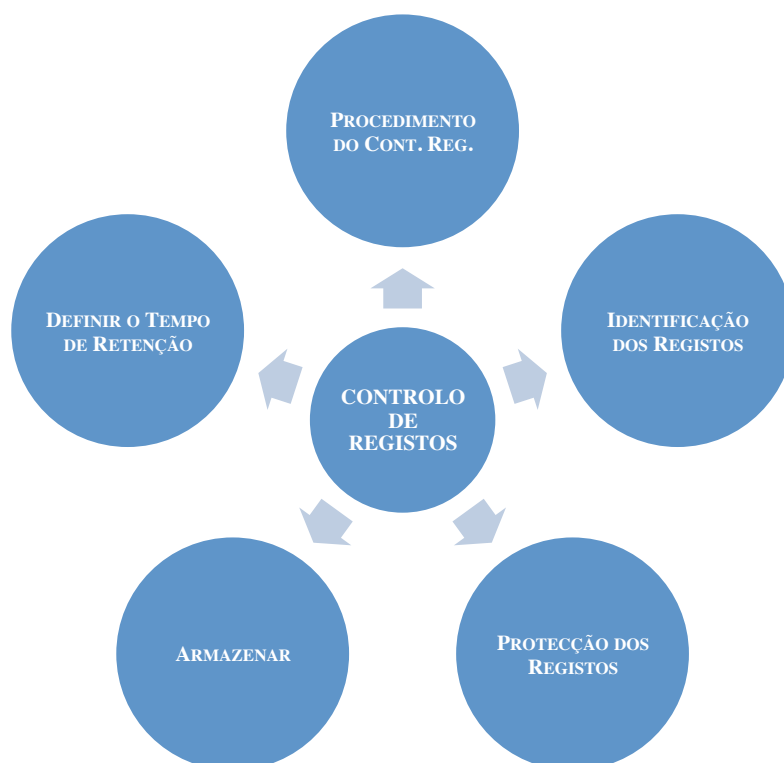 PROCEDIMENTO
DO CONT. REG.
IDENTIFICAÇÃO
DOS REGISTOS
PROTECÇÃO DOS
REGISTOS
ARMAZENAR
DEFINIR O TEMPO
DE RETENÇÃO
CONTROLO
DE
REGISTOS